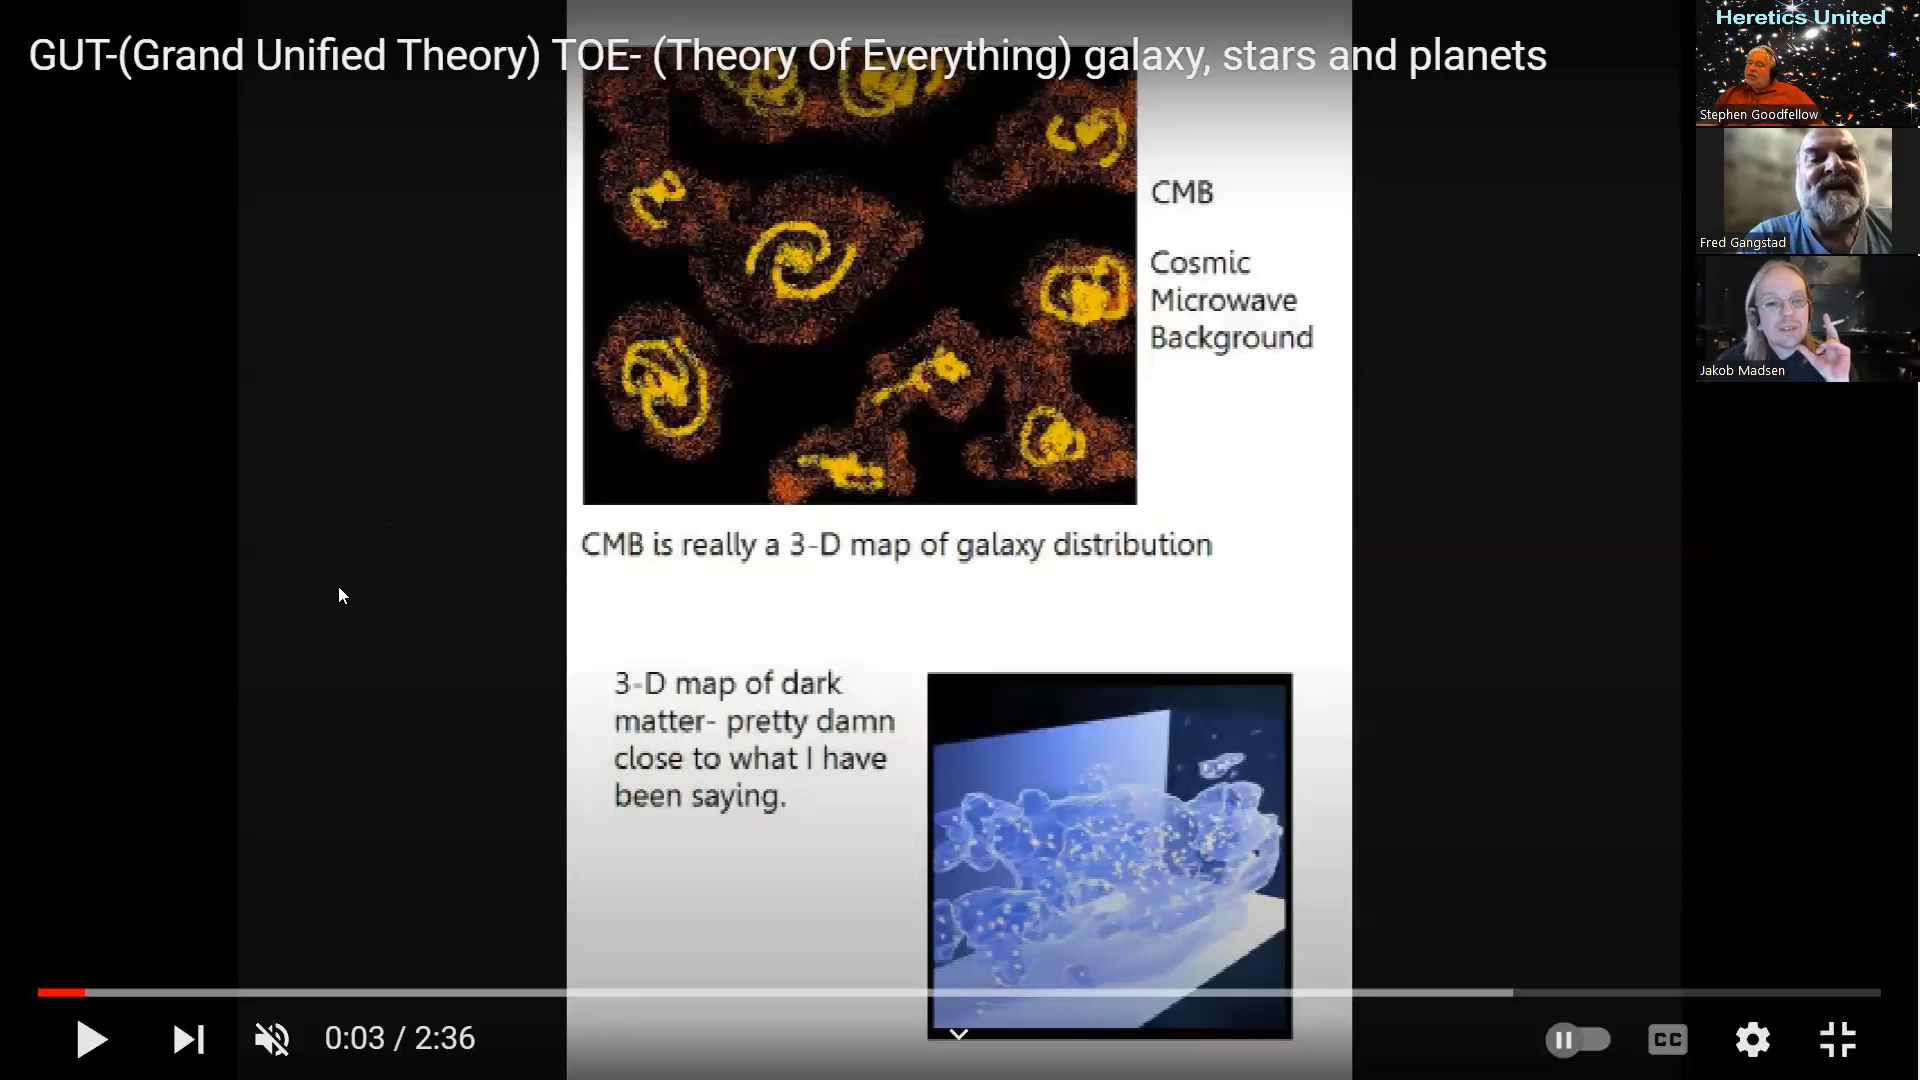 GUT-(Grand Unified Theory) TOE- (Theory Of Everything) galaxy, stars and planets
Heretics United
Stephen Goodfellow
Fred Gangstad
Jakob Madsen
CMB
Cosmic
Microwave
Background
CMB is really a 3-D map of galaxy distribution
3-D map of dark
matter- pretty damn
close to what I have
been saying.
0:03 / 2:36
CC